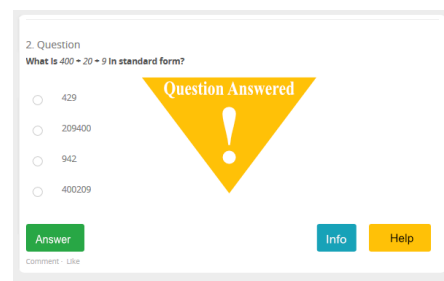 2. Question
What is 400 + 20 + 9 in standard form?
Question Answered
!
429
209400
942
400209
Answer
Info
Help
Comment · Like